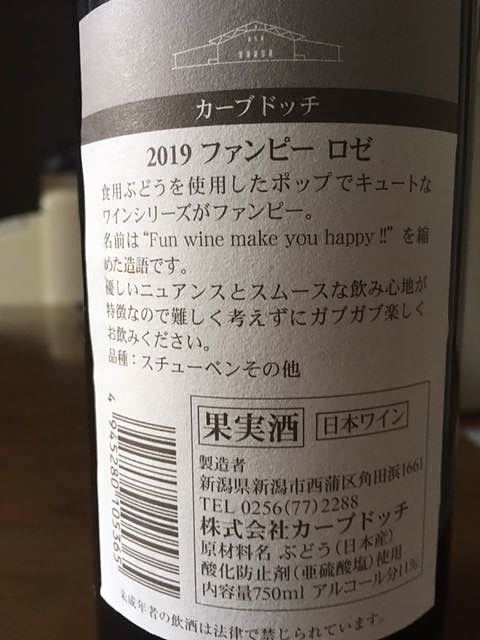 カーブドッチ
2019 ファンピー ロゼ
食用ぶどうを使用したポップでキュートな
ワインシリーズがファンピー。
名前は“Fun wine make you happy !!”を縮
めた造語です。
優しいニュアンスとスムースな飲み心地が
特徴なので難しく考えずにガブガブ楽しく
お飲みください。
品種：スチューベンその他
果実酒 日本ワイン
製造者
新潟県新潟市西蒲区角田浜1661
TEL 0256(77)2288
株式会社カーブドッチ
原材料名 ぶどう（日本産）
酸化防止剤（亜硫酸塩）使用
内容量750ml アルコール分11%
4 945280 105365
未成年者の飲酒は法律で禁じられています。